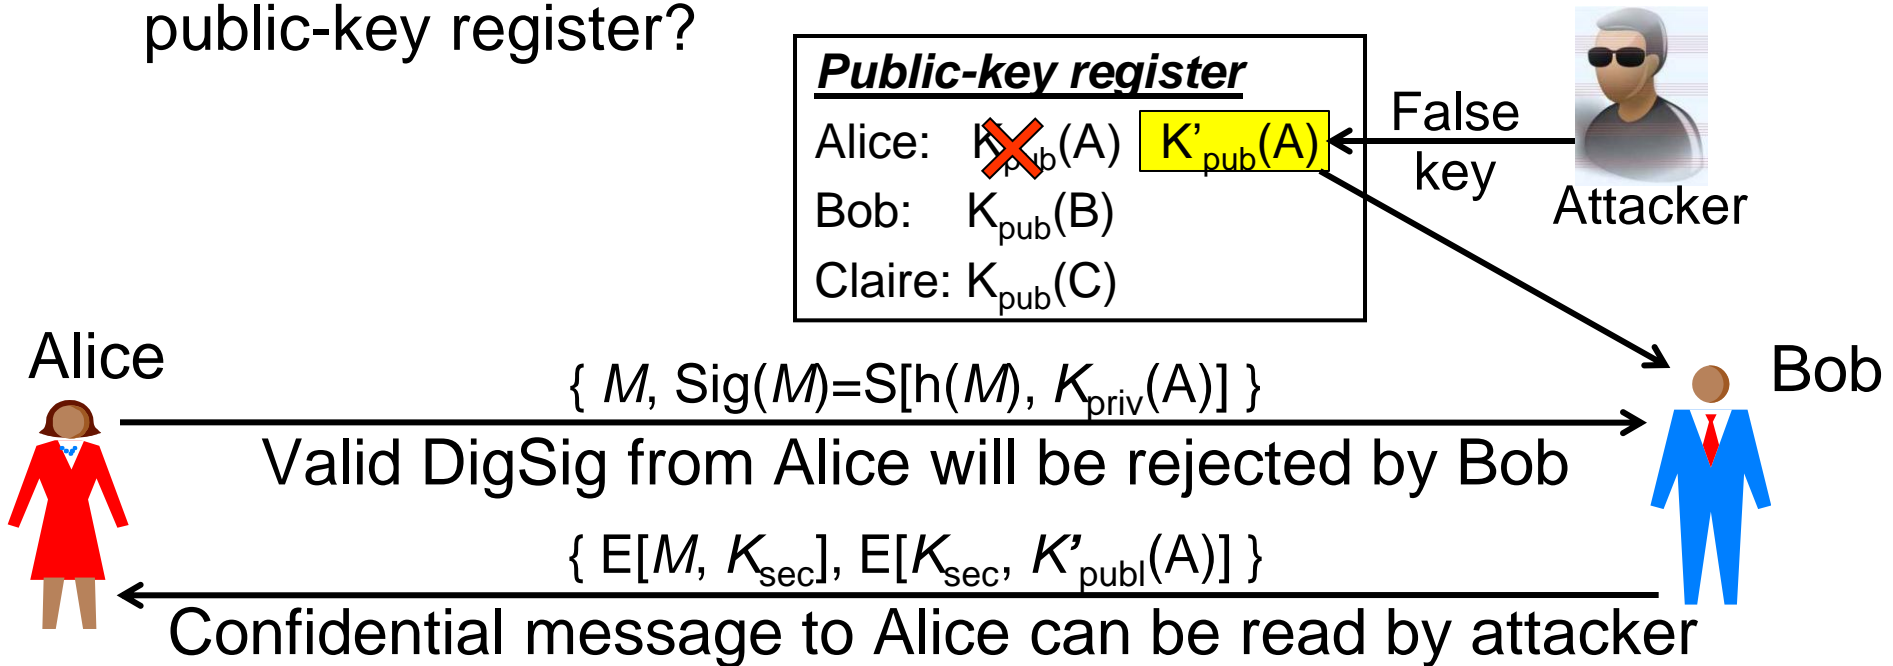 public-key register?
Public-key register
Alice: Kpub(A) K’pub(A)
Bob: Kpub(B)
Claire: Kpub(C)
False
key
Attacker
Alice
Bob
{ M, Sig(M)=S[h(M), Kpriv(A)] }
Valid DigSig from Alice will be rejected by Bob
{ E[M, Ksec], E[Ksec, K’publ(A)] }
Confidential message to Alice can be read by attacker